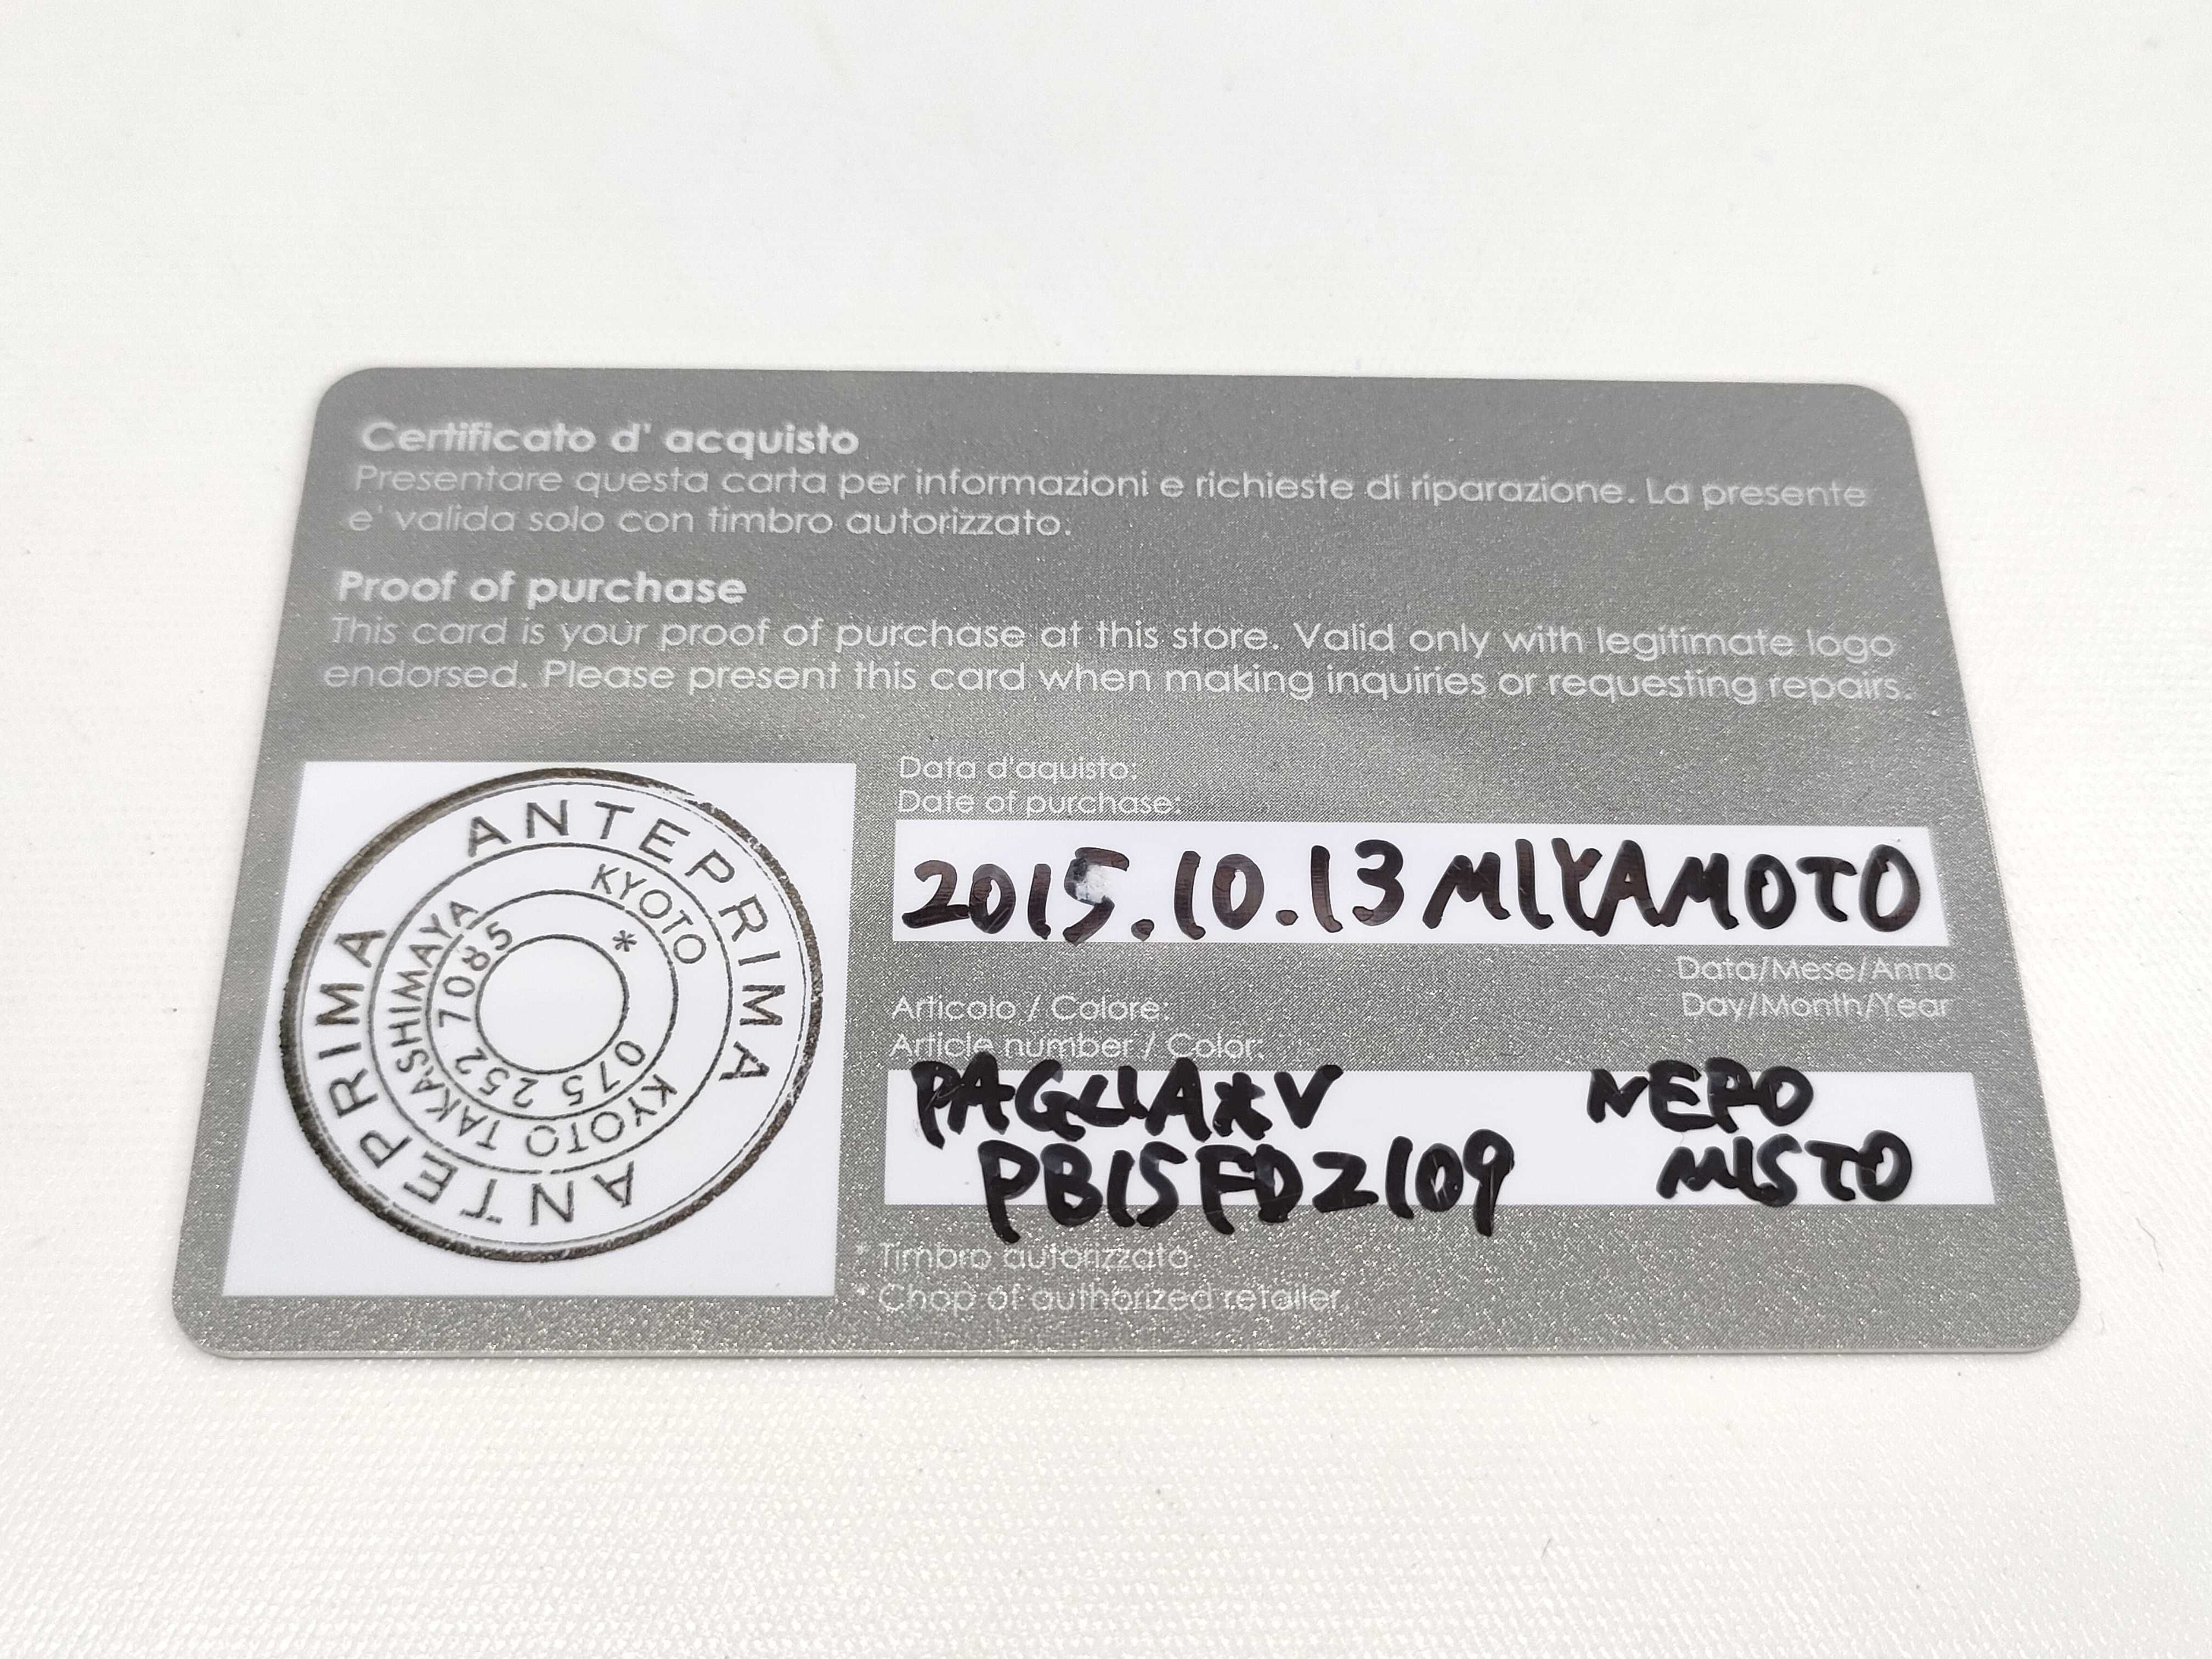 Certificato d' acquisto
Presentare questa carta per informazioni e richieste di riparazione. La presente
e' valida solo con timbro autorizzato.
Proof of purchase
This card is your proof of purchase at this store. Valid only with legitimate logo
endorsed. Please present this card when making inquiries or requesting repairs.
ANTEPRIMA
KYOTO
*
KYOTO TAKASHIMAYA
075 252 7085
ANTEPRIMA
Data d'aquisto:
Date of purchase:
2015.10.13 MIYAMOTO
Data/Mese/Anno
Day/Month/Year
Articolo / Colore:
Article number / Color:
NERO
PB15FD2109 MISTO
* Timbro autorizzato
* Chop of authorized retailer